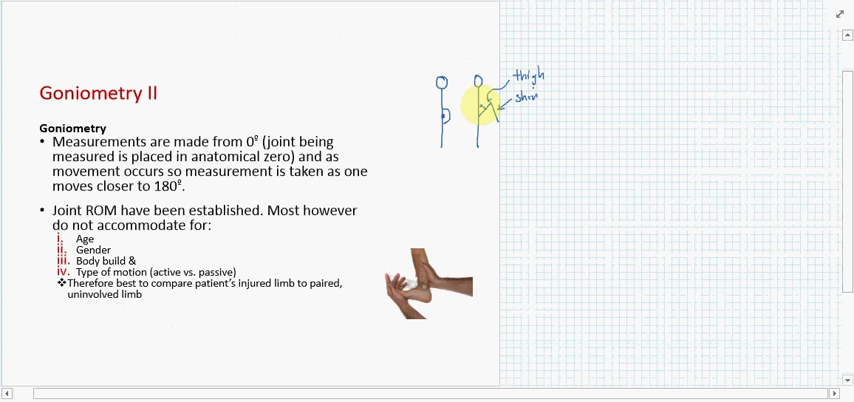 Goniometry II
Goniometry
• Measurements are made from 0º (joint being
measured is placed in anatomical zero) and as
movement occurs so measurement is taken as one
moves closer to 180º.
• Joint ROM have been established. Most however
do not accommodate for:
i. Age
ii. Gender
iii. Body build &
iv. Type of motion (active vs. passive)
❖Therefore best to compare patient's injured limb to paired,
uninvolved limb
thigh
shin